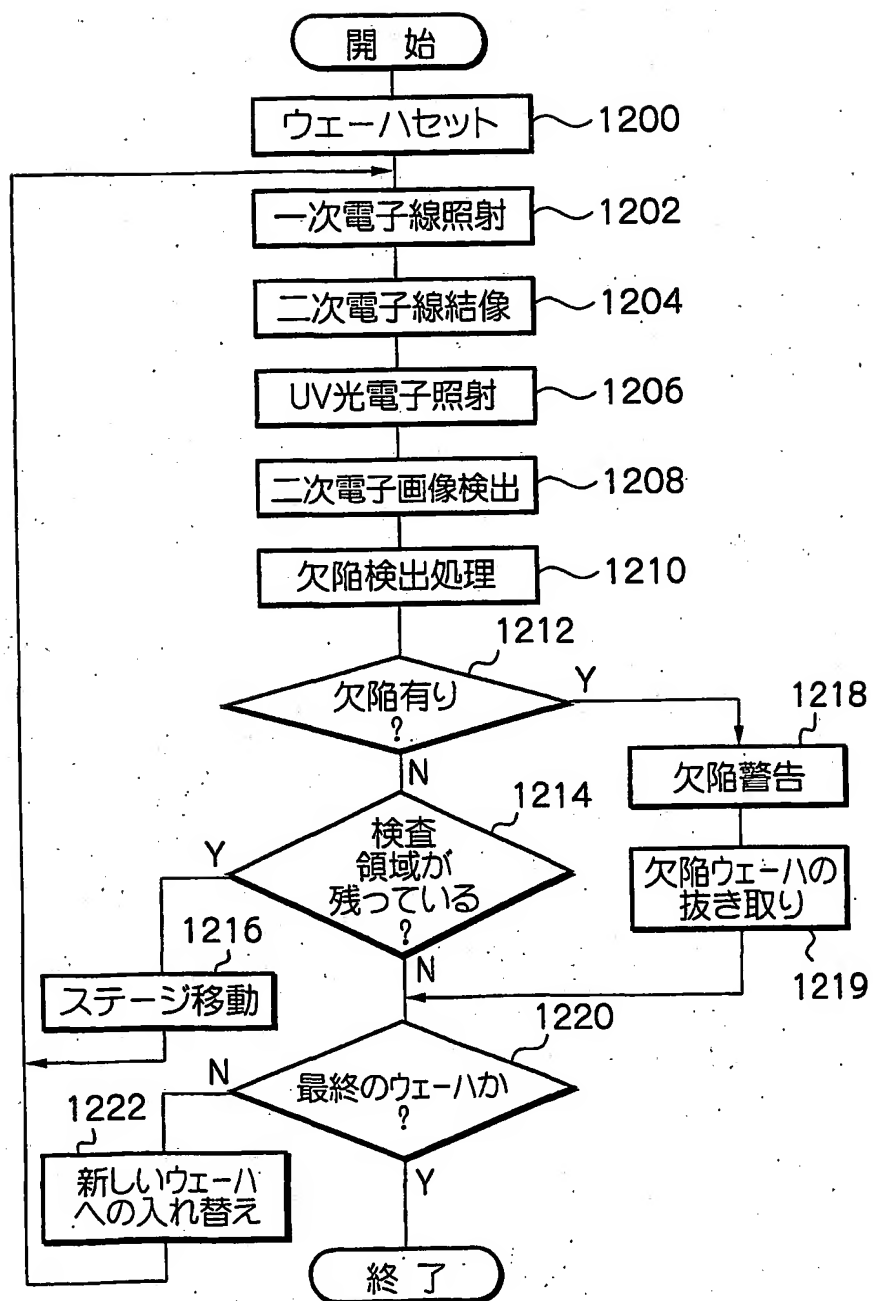 開 始
ウェーハセット
1200
一次電子線照射
1202
二次電子線結像
1204
UV光電子照射
1206
二次電子画像検出
1208
欠陥検出処理
1210
1212
欠陥有り
?
Y
N
1218
欠陥警告
欠陥ウェーハの
抜き取り
1219
1214
検査
領域が
残っている
?
Y
N
1216
ステージ移動
1220
最終のウェーハか
?
N
Y
1222
新しいウェーハ
への入れ替え
終 了